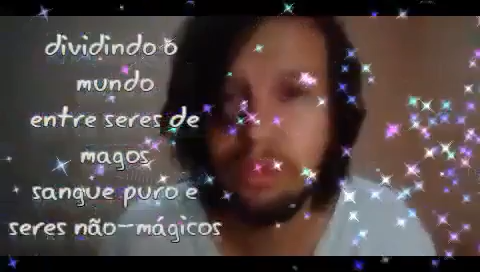 dividindo o
mundo
entre seres de
magos
sangue puro e
seres não-mágicos